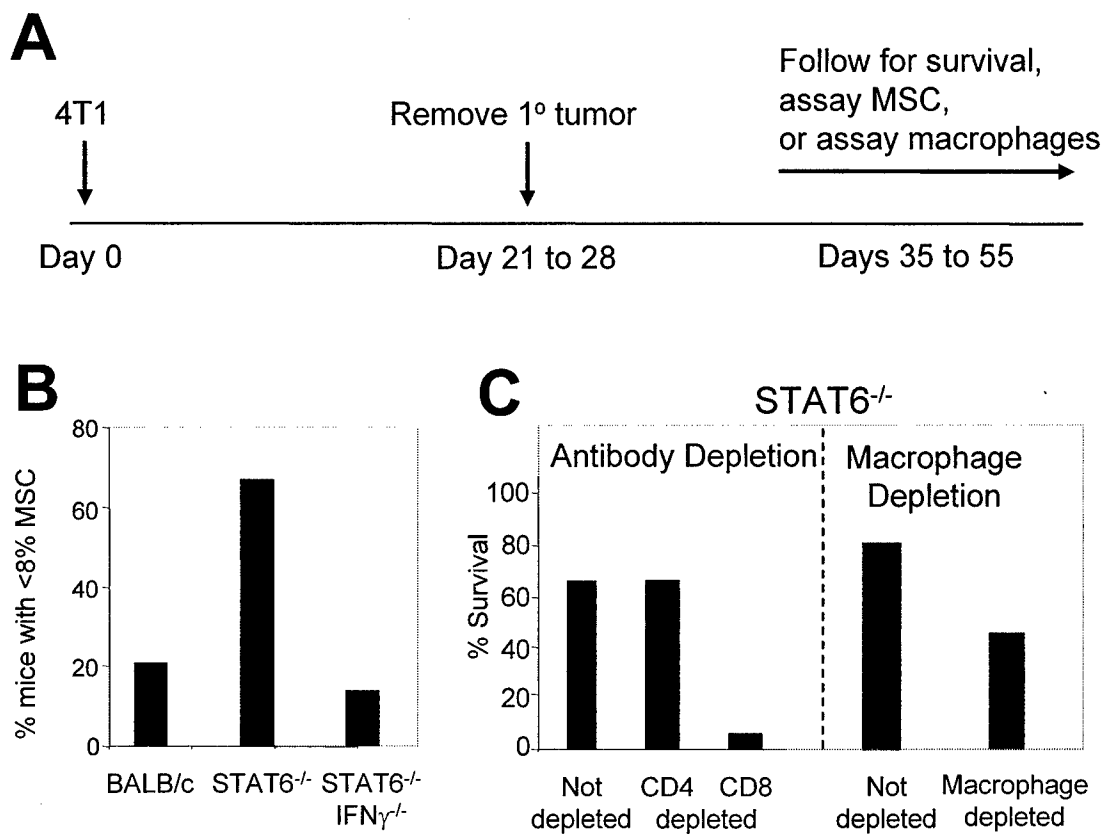 A
4T1
Remove 1º tumor
Follow for survival,
assay MSC,
or assay macrophages
Day 0
Day 21 to 28
Days 35 to 55
B
% mice with <8% MSC
80
60
40
20
0
BALB/c
STAT6-/-
STAT6-/-
IFNγ-/-
C
STAT6-/-
Antibody Depletion
Macrophage
Depletion
% Survival
100
80
60
40
20
0
Not
depleted
CD4
CD8
depleted
Not
depleted
Macrophage
depleted